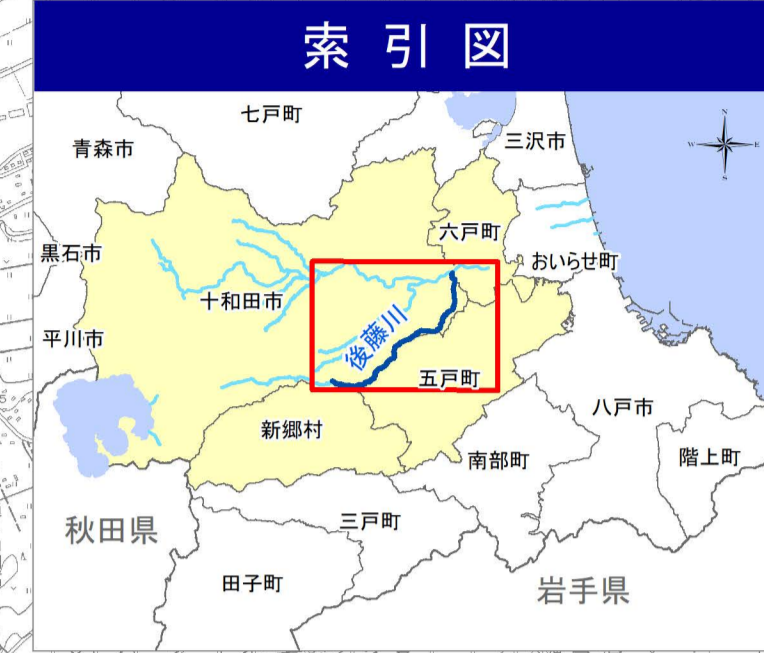 索引図
七戸町
青森市
三沢市
N
W E
S
六戸町
黒石市
おいらせ町
十和田市
平川市
後藤川
五戸町
八戸市
新郷村
南部町
階上町
秋田県
三戸町
田子町
岩手県